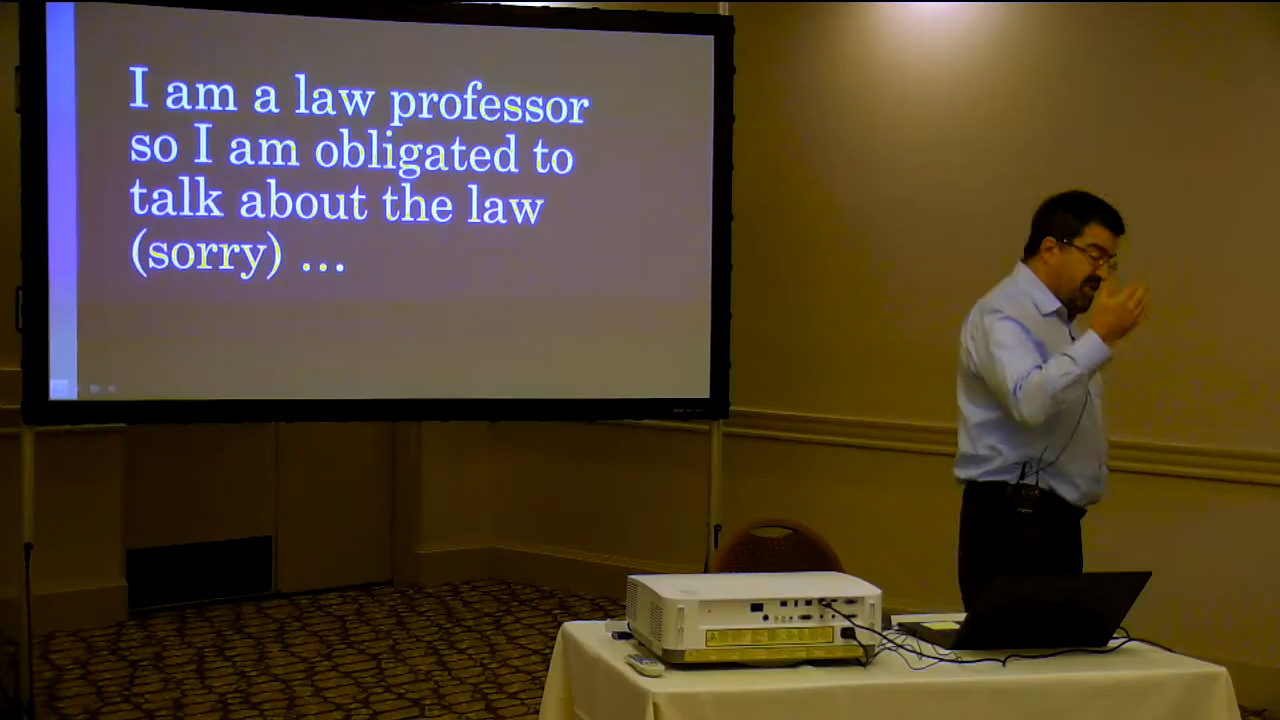 I am a law professor
so I am obligated to
talk about the law
(sorry) ...